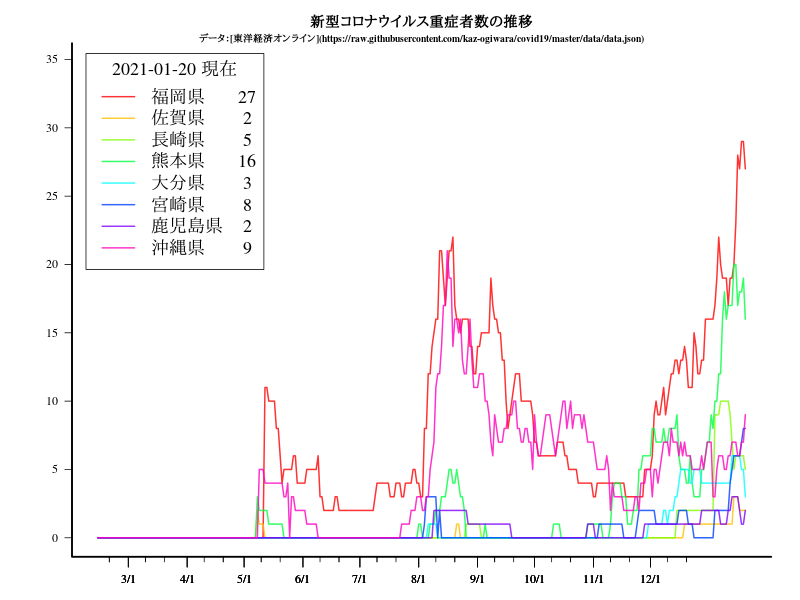 新型コロナウイルス重症者数の推移
データ:[東洋経済オンライン](https://raw.githubusercontent.com/kaz-ogiwara/covid19/master/data/data.json)
2021-01-20 現在
福岡県 27
佐賀県 2
長崎県 5
熊本県 16
大分県 3
宮崎県 8
鹿児島県 2
沖縄県 9
35
30
25
20
15
10
5
0
3/1 4/1 5/1 6/1 7/1 8/1 9/1 10/1 11/1 12/1